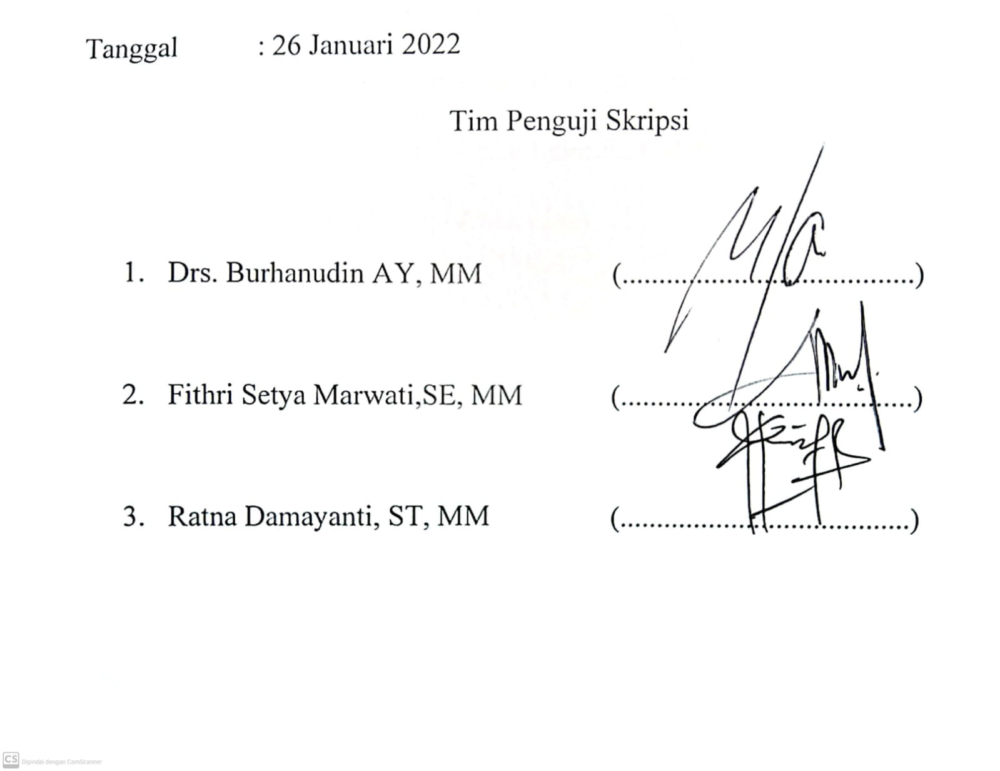 Tanggal : 26 Januari 2022
Tim Penguji Skripsi
1. Drs. Burhanudin AY, MM (........................................)
2. Fithri Setya Marwati,SE, MM (........................................)
3. Ratna Damayanti, ST, MM (........................................)
CS Dipindai dengan CamScanner